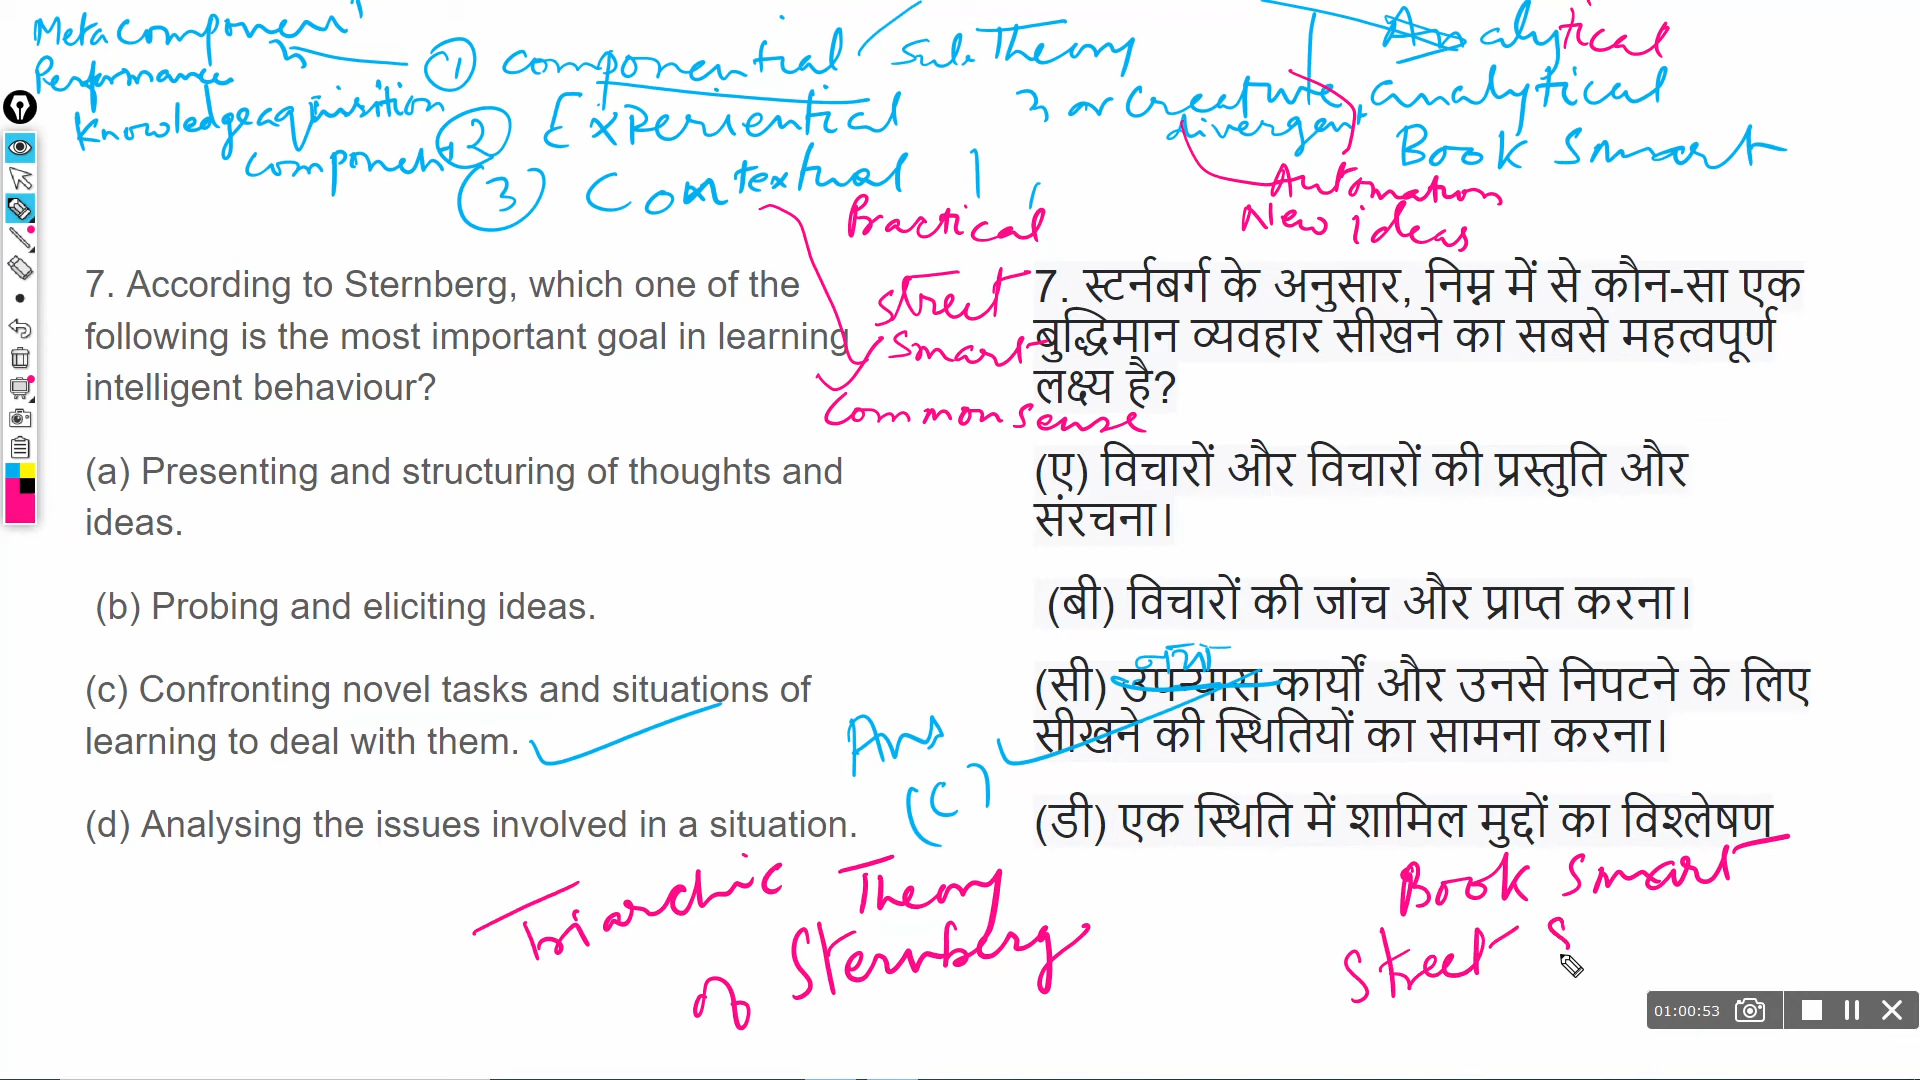 Metacomponent
Performance
Knowledge acquisition
component
1 componential / Sub Theory
2 Experiential
3 Contextual
Practical
Street
Smart
Common Sense
Analytical
or creative, analytical
divergent
Book Smart
Automation
New ideas
7. According to Sternberg, which one of the
following is the most important goal in learning
intelligent behaviour?
(a) Presenting and structuring of thoughts and
ideas.
(b) Probing and eliciting ideas.
(c) Confronting novel tasks and situations of
learning to deal with them.
(d) Analysing the issues involved in a situation.
Ans
(c)
7. स्टर्नबर्ग के अनुसार, निम्न में से कौन-सा एक
बुद्धिमान व्यवहार सीखने का सबसे महत्वपूर्ण
लक्ष्य है?
(ए) विचारों और विचारों की प्रस्तुति और
संरचना।
(बी) विचारों की जांच और प्राप्त करना।
नया
(सी) उपन्यास कार्यों और उनसे निपटने के लिए
सीखने की स्थितियों का सामना करना।
(डी) एक स्थिति में शामिल मुद्दों का विश्लेषण
Triarchic Theory
of Sternberg
Book Smart
Street S
01:00:53